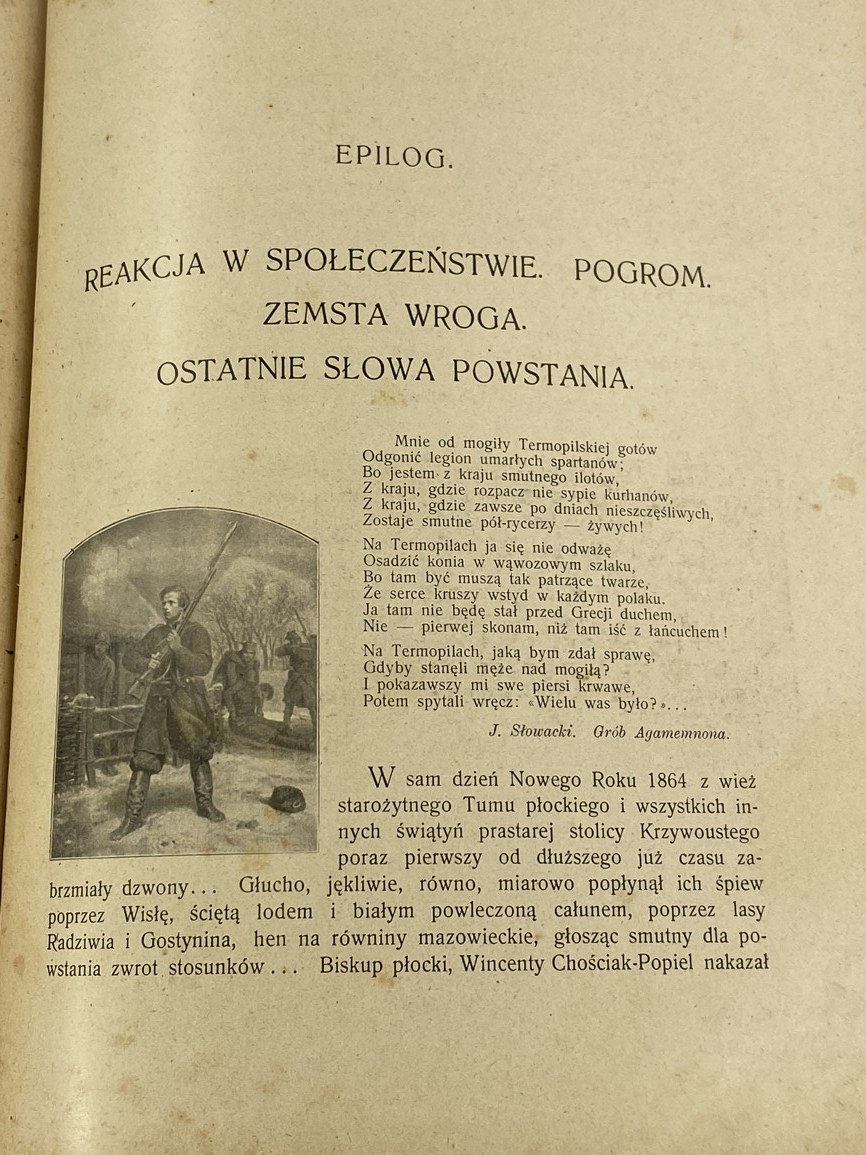 EPILOG.
REAKCJA W SPOŁECZEŃSTWIE. POGROM.
ZEMSTA WROGA.
OSTATNIE SŁOWA POWSTANIA.
Mnie od mogiły Termopilskiej gotów
Odgonić legion umarłych spartanów;
Bo jestem z kraju smutnego ilotów,
Z kraju, gdzie rozpacz nie sypie kurhanów,
Z kraju, gdzie zawsze po dniach nieszczęśliwych,
Zostaje smutne pół-rycerzy — żywych!
Na Termopilach ja się nie odważę
Osadzić konia w wąwozowym szlaku,
Bo tam być muszą tak patrzące twarze,
Że serce kruszy wstyd w każdym polaku.
Ja tam nie będę stał przed Grecji duchem,
Nie — pierwej skonam, niż tam iść z łańcuchem!
Na Termopilach, jaką bym zdał sprawę,
Gdyby stanęli męże nad mogiłą?
I pokazawszy mi swe piersi krwawe,
Potem spytali wręcz: «Wielu was było?»...
J. Słowacki. Grób Agamemnona.
W sam dzień Nowego Roku 1864 z wież
starożytnego Tumu płockiego i wszystkich in-
nych świątyń prastarej stolicy Krzywoustego
poraz pierwszy od dłuższego już czasu za-
brzmiały dzwony... Głucho, jękliwie, równo, miarowo popłynął ich śpiew
poprzez Wisłę, ściętą lodem i białym powleczoną całunem, poprzez lasy
Radziwia i Gostynina, hen na równiny mazowieckie, głosząc smutny dla po-
wstania zwrot stosunków... Biskup płocki, Wincenty Chościak-Popiel nakazał